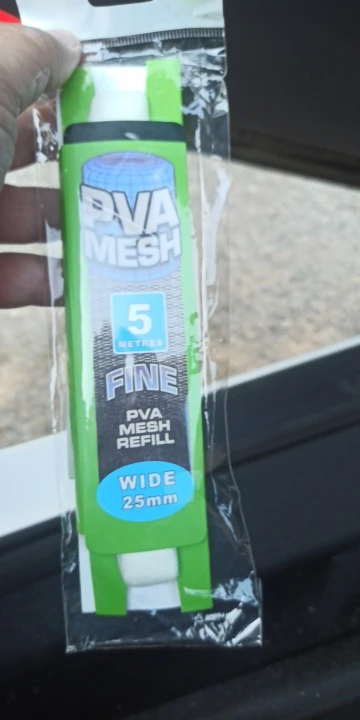 PVA
MESH
5
METRES
FINE
PVA
MESH
REFILL
WIDE
25mm